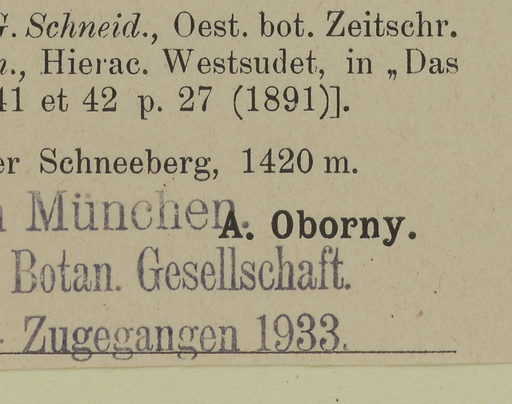 G. Schneid., Oest. bot. Zeitschr.
Hierac. Westsudet, in „Das
41 et 42 p. 27 (1891)].
er Schneeberg, 1420 m.
München.
A. Oborny.
Botan. Gesellschaft.
Zugegangen 1933.